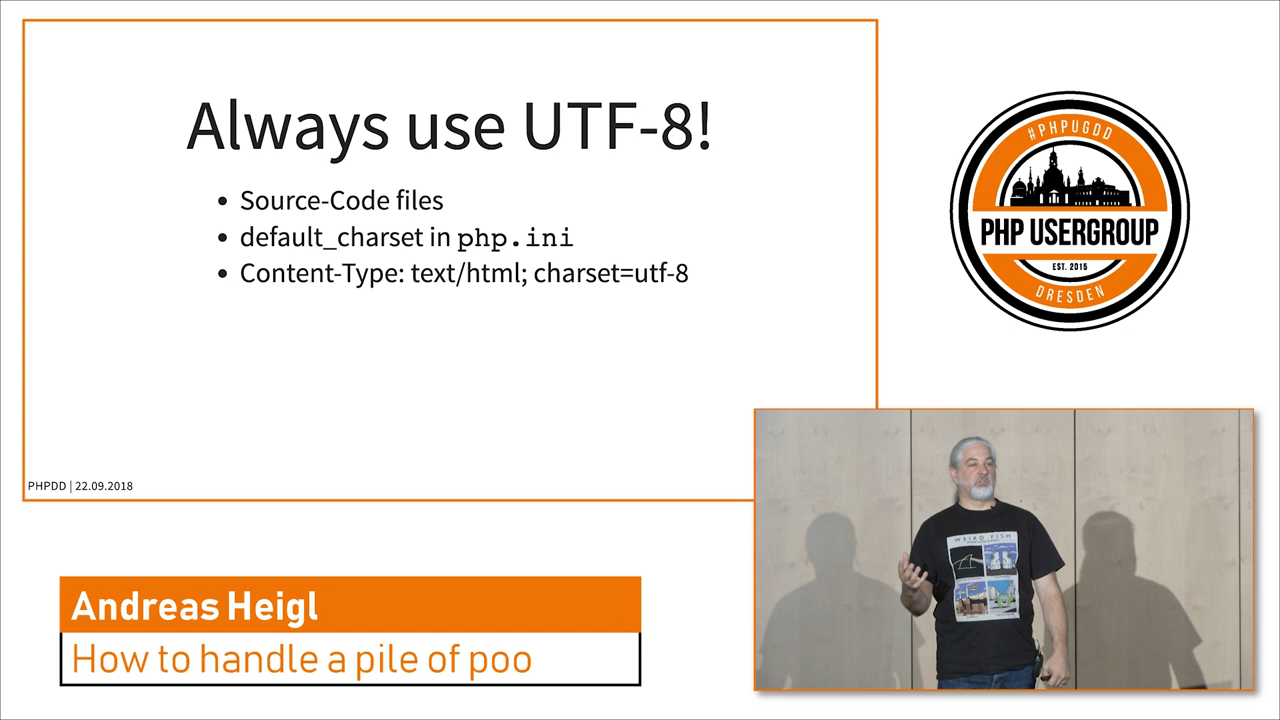 Always use UTF-8!
Source-Code files
default_charset in php.ini
Content-Type: text/html; charset=utf-8
PHPDD | 22.09.2018
#PHPUGDD
PHP USERGROUP
EST. 2015
DRESDEN
WEIRD FISH
Andreas Heigl
How to handle a pile of poo